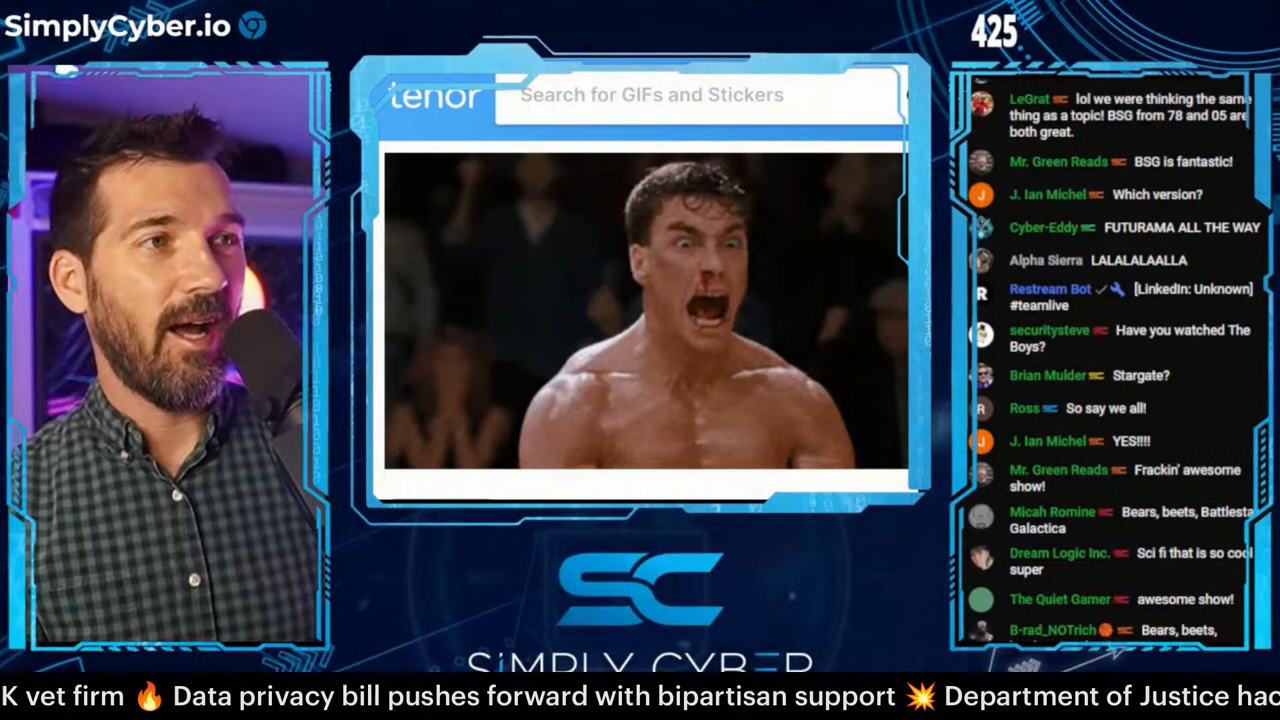 SimplyCyber.io
425
tenor
Search for GIFs and Stickers
LeGrat lol we were thinking the same
thing as a topic! BSG from 78 and 05 are
both great.
Mr. Green Reads BSG is fantastic!
J. Ian Michel Which version?
Cyber-Eddy FUTURAMA ALL THE WAY
Alpha Sierra LALALALAALLA
Restream Bot [LinkedIn: Unknown]
#teamlive
securitysteve Have you watched The
Boys?
Brian Mulder Stargate?
Ross So say we all!
J. Ian Michel YES!!!!
Mr. Green Reads Frackin' awesome
show!
Micah Romine Bears, beets, Battlesta
Galactica
Dream Logic Inc. Sci fi that is so cool
super
The Quiet Gamer awesome show!
B-rad_NOTrich Bears, beets,
SC
SIMPLY CYBER
K vet firm 🔥 Data privacy bill pushes forward with bipartisan support 💥 Department of Justice hac